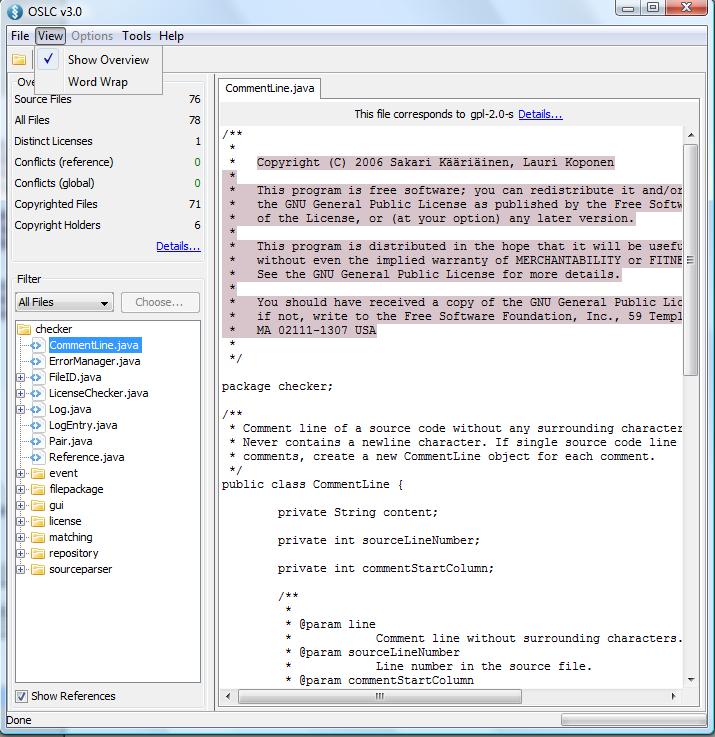 OSLC v3.0
File View Options Tools Help
Show Overview
Word Wrap
Source Files 76
All Files 78
Distinct Licenses 1
Conflicts (reference) 0
Conflicts (global) 0
Copyrighted Files 71
Copyright Holders 6
Details...
Filter
All Files Choose...
checker
CommentLine.java
ErrorManager.java
FileID.java
LicenseChecker.java
Log.java
LogEntry.java
Pair.java
Reference.java
event
filepackage
gui
license
matching
repository
sourceparser
Show References
CommentLine.java
This file corresponds to gpl-2.0-s Details...
/**
*
* Copyright (C) 2006 Sakari Kääriäinen, Lauri Koponen
*
* This program is free software; you can redistribute it and/or
* the GNU General Public License as published by the Free Softw
* of the License, or (at your option) any later version.
*
* This program is distributed in the hope that it will be usefu
* without even the implied warranty of MERCHANTABILITY or FITNE
* See the GNU General Public License for more details.
*
* You should have received a copy of the GNU General Public Lic
* if not, write to the Free Software Foundation, Inc., 59 Templ
* MA 02111-1307 USA
*
*/
package checker;
/**
* Comment line of a source code without any surrounding character
* Never contains a newline character. If single source code line
* comments, create a new CommentLine object for each comment.
*/
public class CommentLine {
private String content;
private int sourceLineNumber;
private int commentStartColumn;
/**
*
* @param line
* Comment line without surrounding characters.
* @param sourceLineNumber
* Line number in the source file.
* @param commentStartColumn
Done